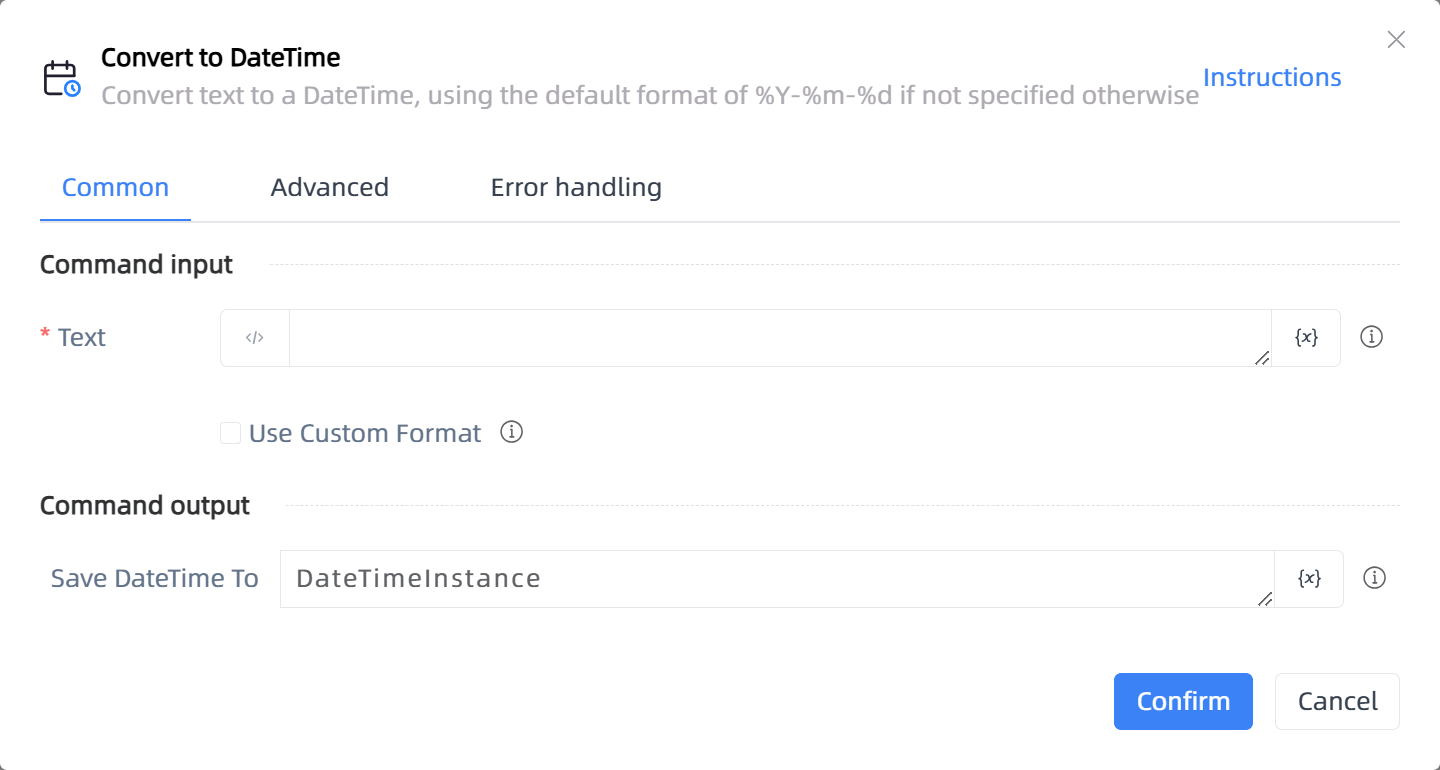 Convert to DateTime
Convert text to a DateTime, using the default format of %Y-%m-%d if not specified otherwise
Instructions
Common
Advanced
Error handling
Command input
* Text
</>
{x}
Use Custom Format
Command output
Save DateTime To
DateTimeInstance
{x}
Confirm
Cancel